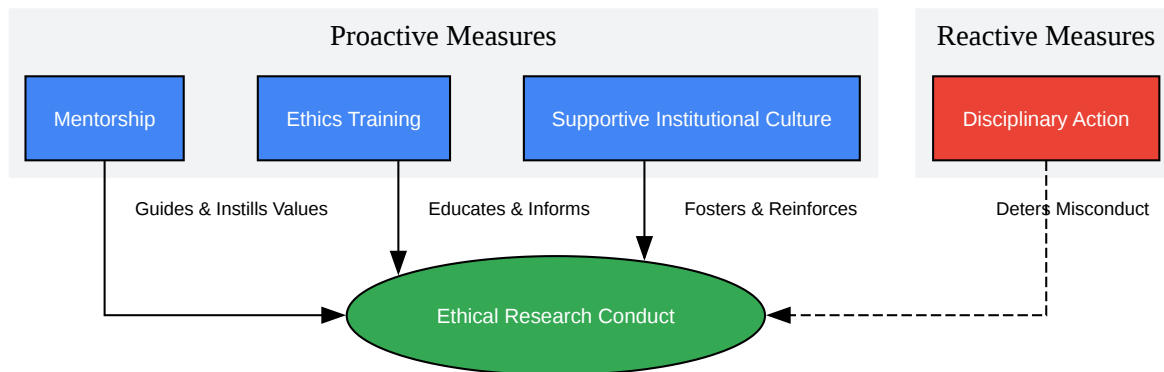 Proactive Measures
Reactive Measures
Mentorship
Ethics Training
Supportive Institutional Culture
Disciplinary Action
Guides & Instills Values
Educates & Informs
Fosters & Reinforces
Deters Misconduct
Ethical Research Conduct